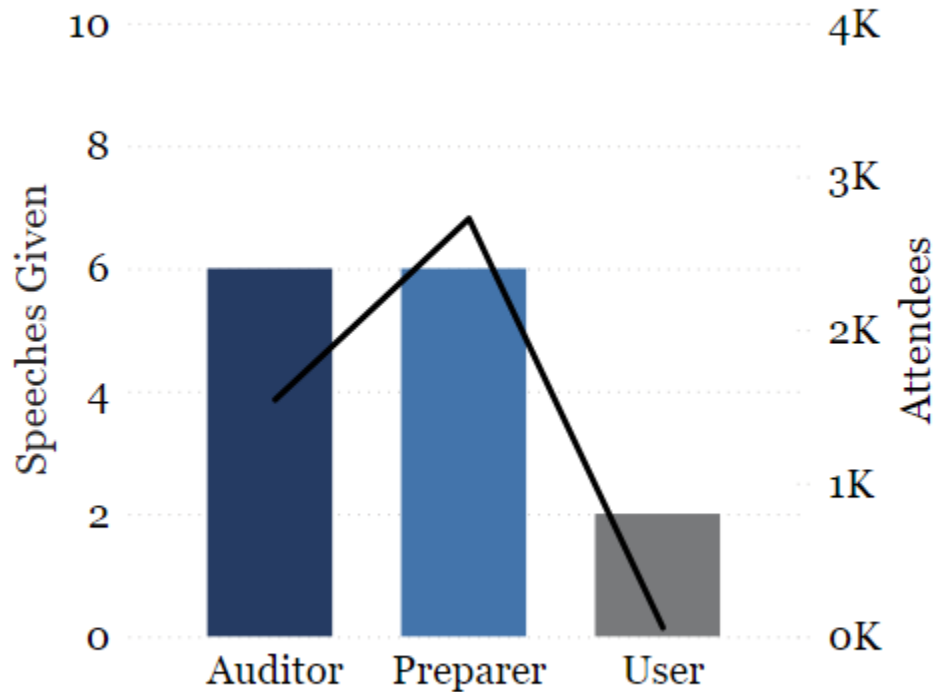 10
8
6
4
2
0
Speeches Given
4K
3K
2K
1K
0K
Attendees
Auditor Preparer User